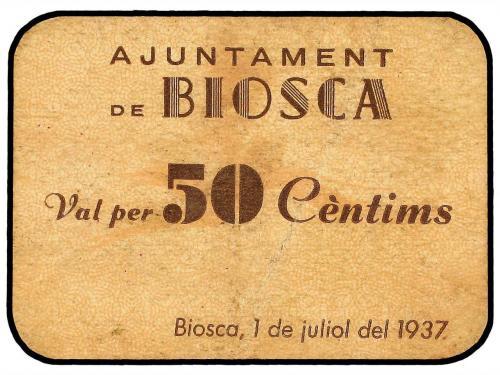 AJUNTAMENT
DE BIOSCA
Val per 50 Cèntims
Biosca, 1 de juliol del 1937